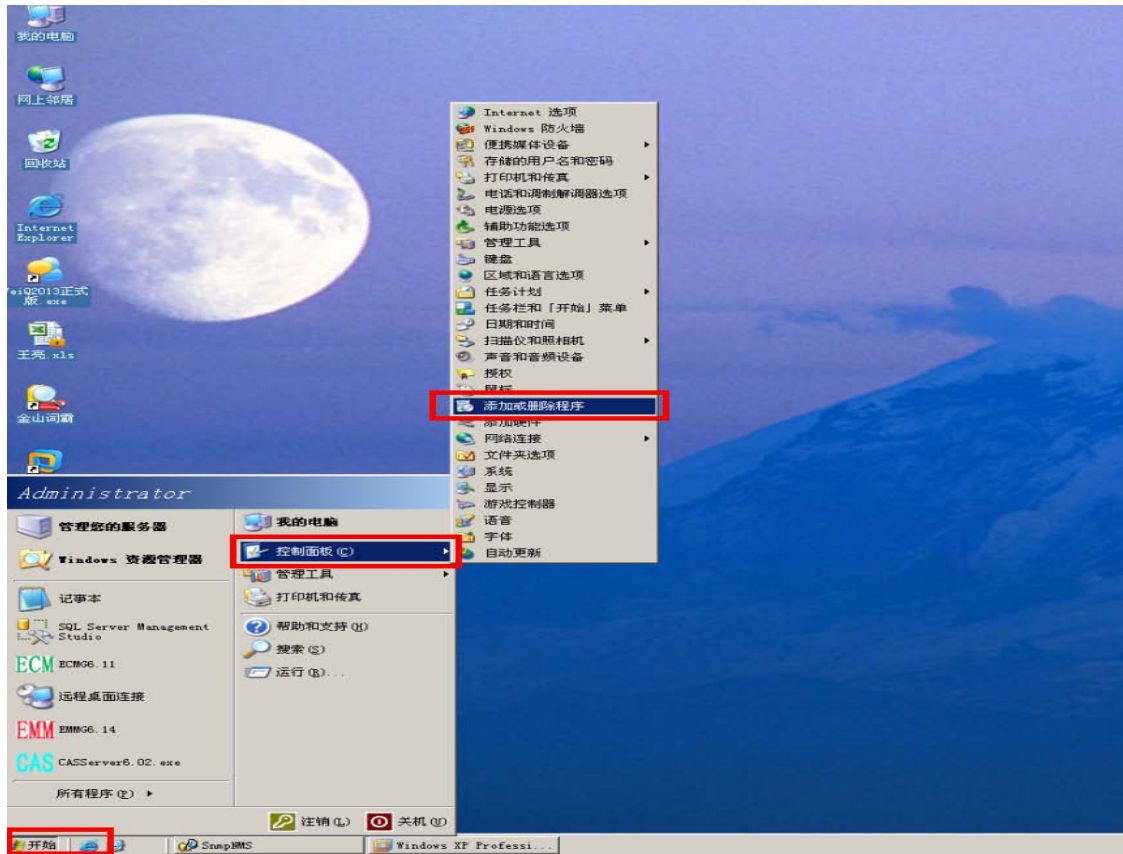 我的电脑
网上邻居
回收站
Internet
Explorer
eiQ2013正式
版.exe
王亮.xls
金山词霸
Internet 选项
Windows 防火墙
便携媒体设备
存储的用户名和密码
打印机和传真
电话和调制解调器选项
电源选项
辅助功能选项
管理工具
键盘
区域和语言选项
任务计划
任务栏和「开始」菜单
日期和时间
扫描仪和照相机
声音和音频设备
授权
鼠标
添加或删除程序
添加硬件
网络连接
文件夹选项
系统
显示
游戏控制器
语音
字体
自动更新
Administrator
管理您的服务器
Windows 资源管理器
记事本
SQL Server Management
Studio
ECM ECMG6.11
远程桌面连接
EMM EMMG6.14
CAS CASServer6.02.exe
所有程序(P)
我的电脑
控制面板(C)
管理工具
打印机和传真
帮助和支持(H)
搜索(S)
运行(R)...
注销(L)
关机(U)
开始
SnmpNMS
Windows XP Professi...